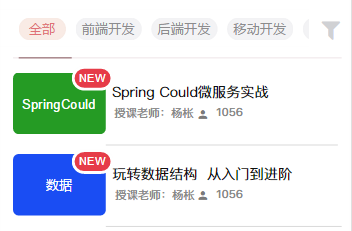 全部 前端开发 后端开发 移动开发
NEW
SpringCould
Spring Could微服务实战
授课老师：杨枨 1056
NEW
数据
玩转数据结构 从入门到进阶
授课老师：杨枨 1056